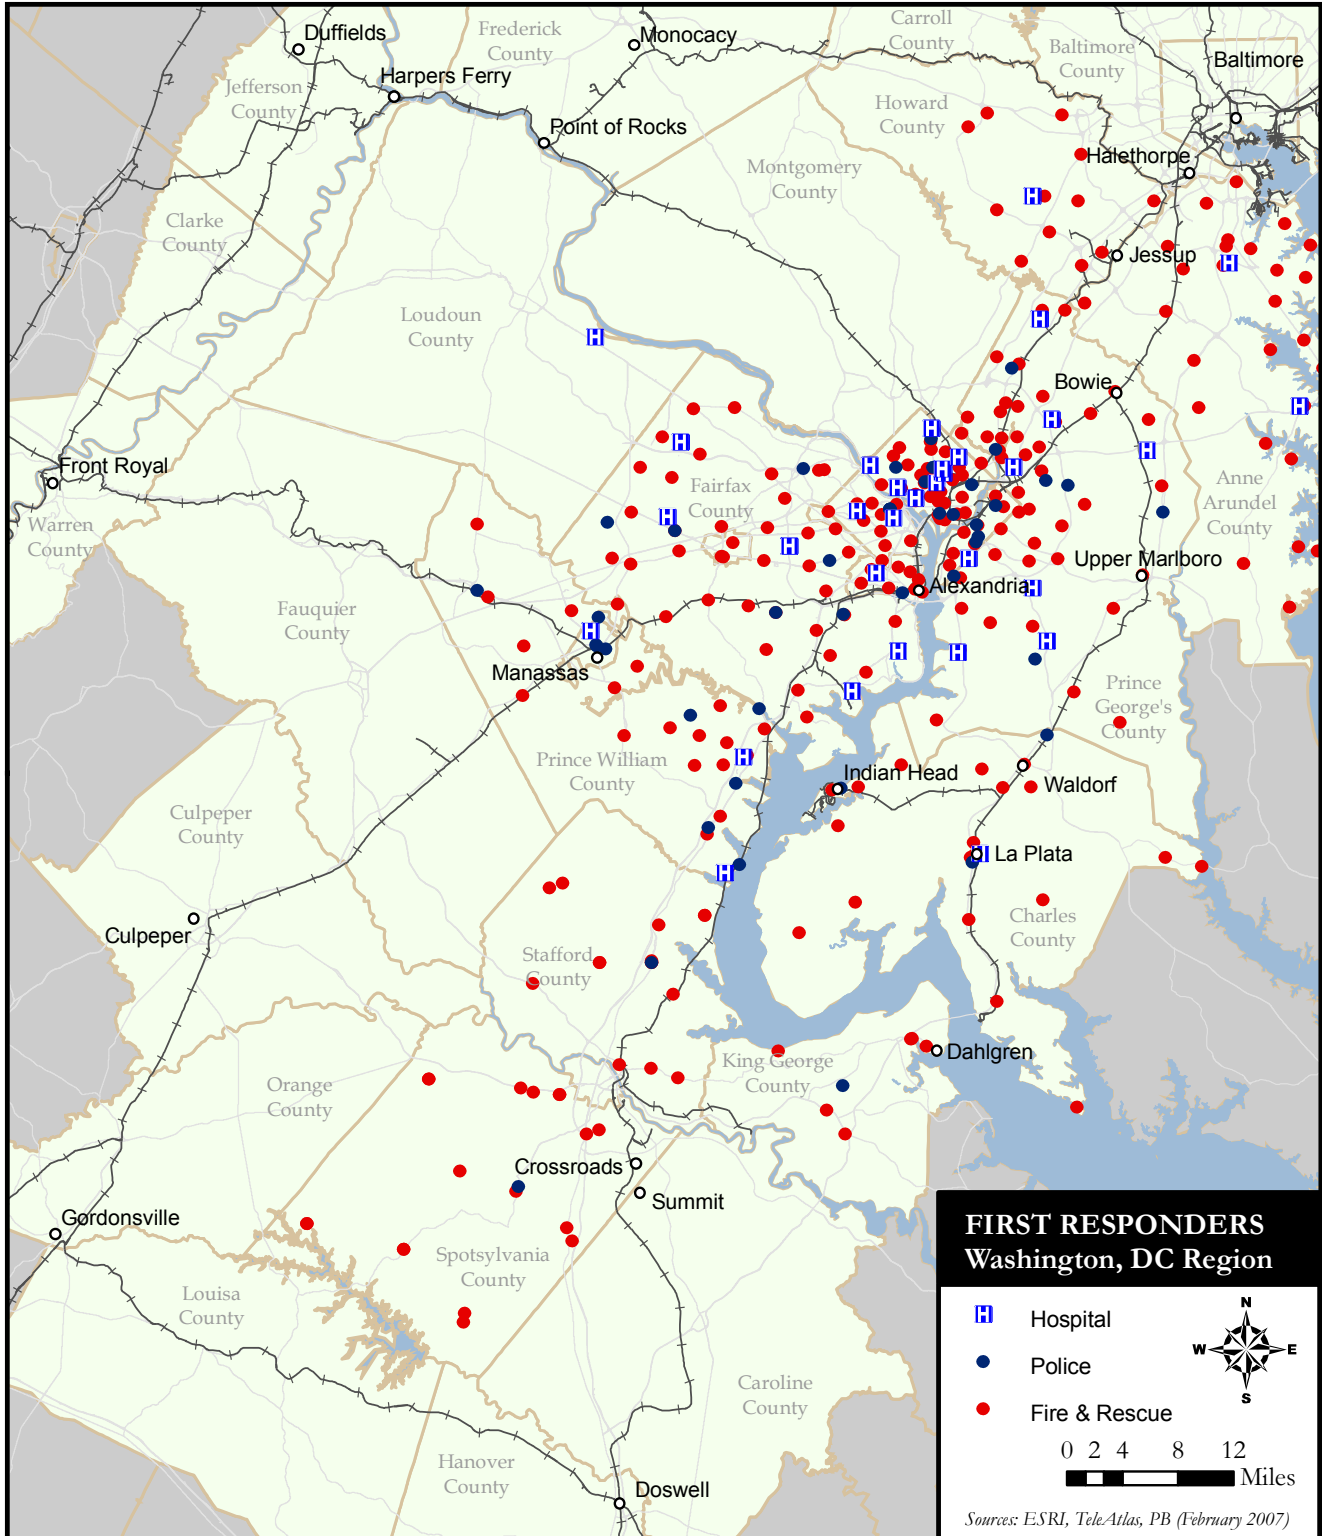 Duffields
Frederick
County
Monocacy
Carroll
County
Baltimore
County
Baltimore
Jefferson
County
Harpers Ferry
Howard
County
Point of Rocks
Halethorpe
Montgomery
County
Clarke
County
Jessup
Loudoun
County
Bowie
Front Royal
Fairfax
County
Anne
Arundel
County
Warren
County
Upper Marlboro
Alexandria
Fauquier
County
Manassas
Prince
George's
County
Prince William
County
Indian Head
Waldorf
Culpeper
County
La Plata
Charles
County
Culpeper
Stafford
County
Dahlgren
King George
County
Orange
County
Crossroads
Summit
Gordonsville
Spotsylvania
County
Louisa
County
Caroline
County
Hanover
County
Doswell
FIRST RESPONDERS
Washington, DC Region
H Hospital
Police
Fire & Rescue
N
W E
S
0 2 4 8 12
Miles
Sources: ESRI, TeleAtlas, PB (February 2007)